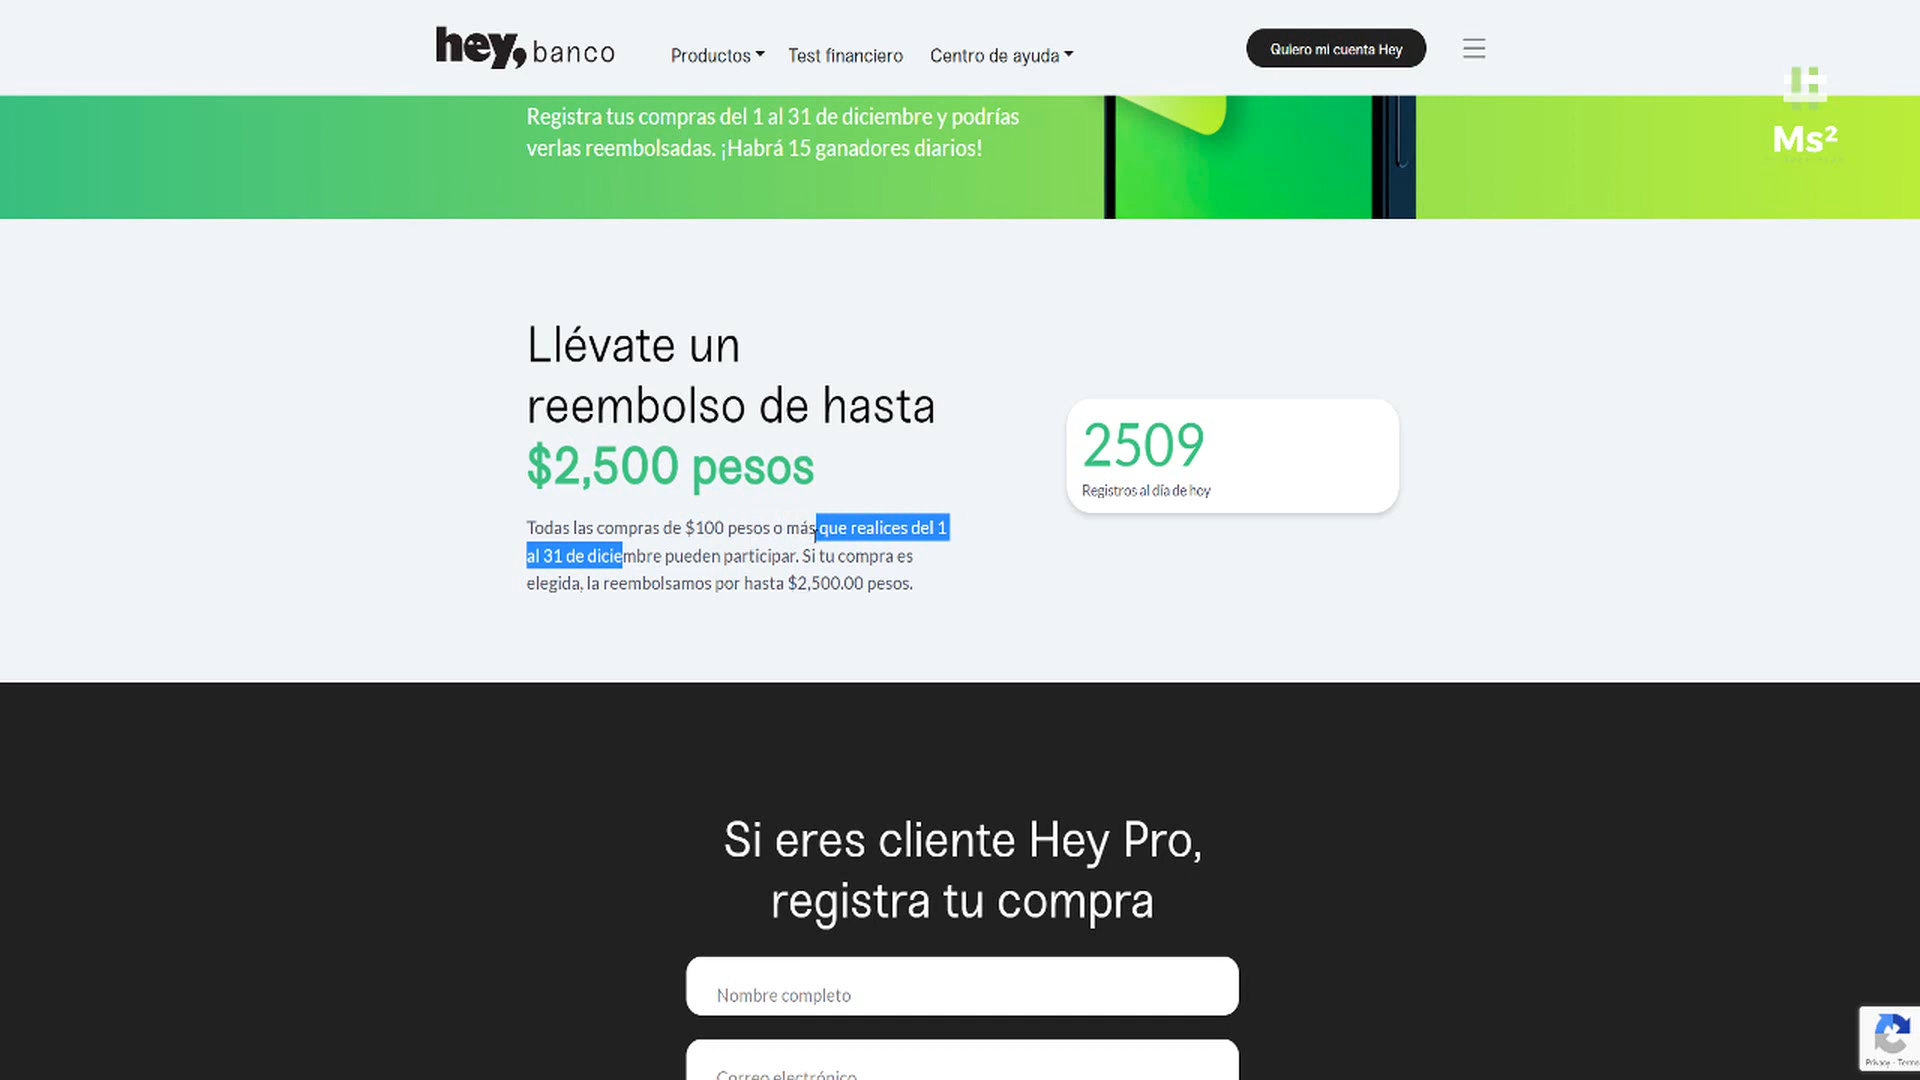 hey, banco
Productos
Test financiero
Centro de ayuda
Quiero mi cuenta Hey
Ms²
Registra tus compras del 1 al 31 de diciembre y podrías
verlas reembolsadas. ¡Habrá 15 ganadores diarios!
Llévate un
reembolso de hasta
$2,500 pesos
Todas las compras de $100 pesos o más que realices del 1
al 31 de diciembre pueden participar. Si tu compra es
elegida, la reembolsamos por hasta $2,500.00 pesos.
2509
Registros al día de hoy
Si eres cliente Hey Pro,
registra tu compra
Nombre completo
Correo electrónico
Privacy - Terms